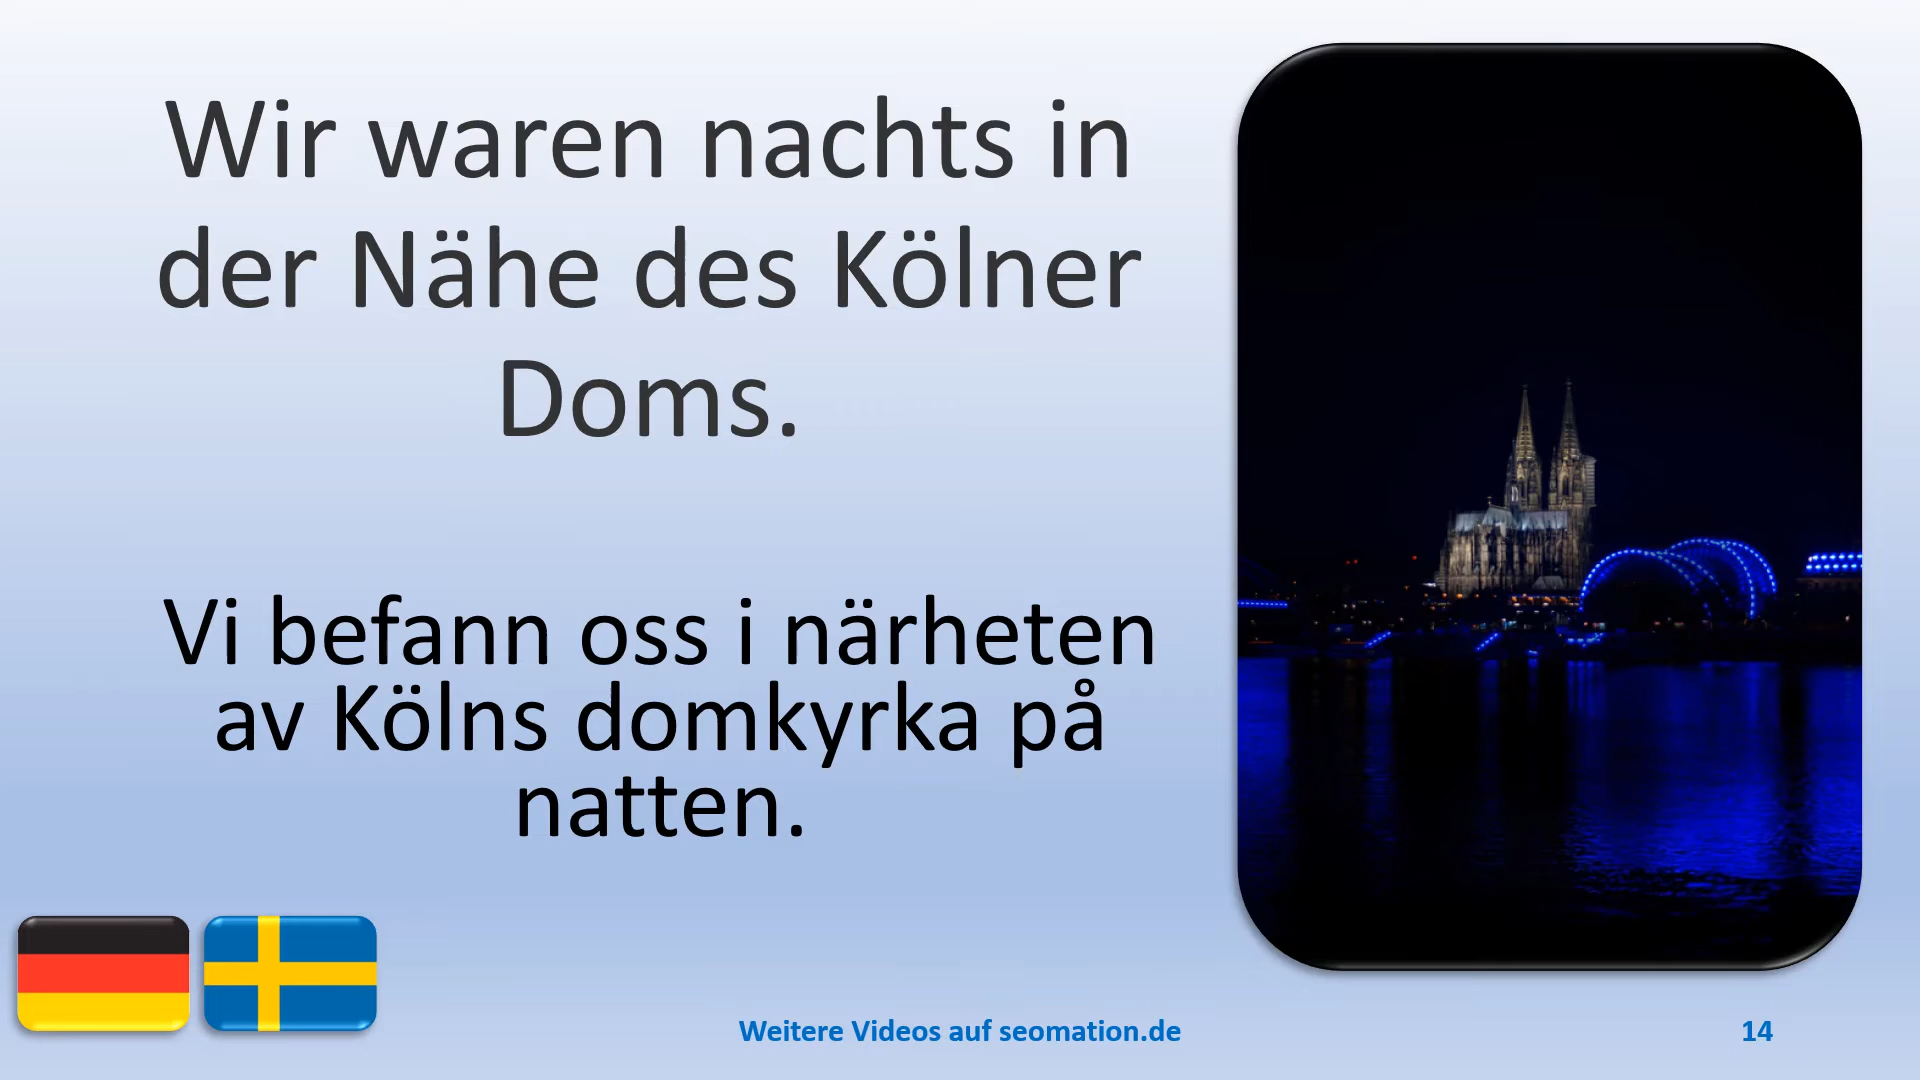 Wir waren nachts in
der Nähe des Kölner
Doms.
Vi befann oss i närheten
av Kölns domkyrka på
natten.
Weitere Videos auf seomation.de
14